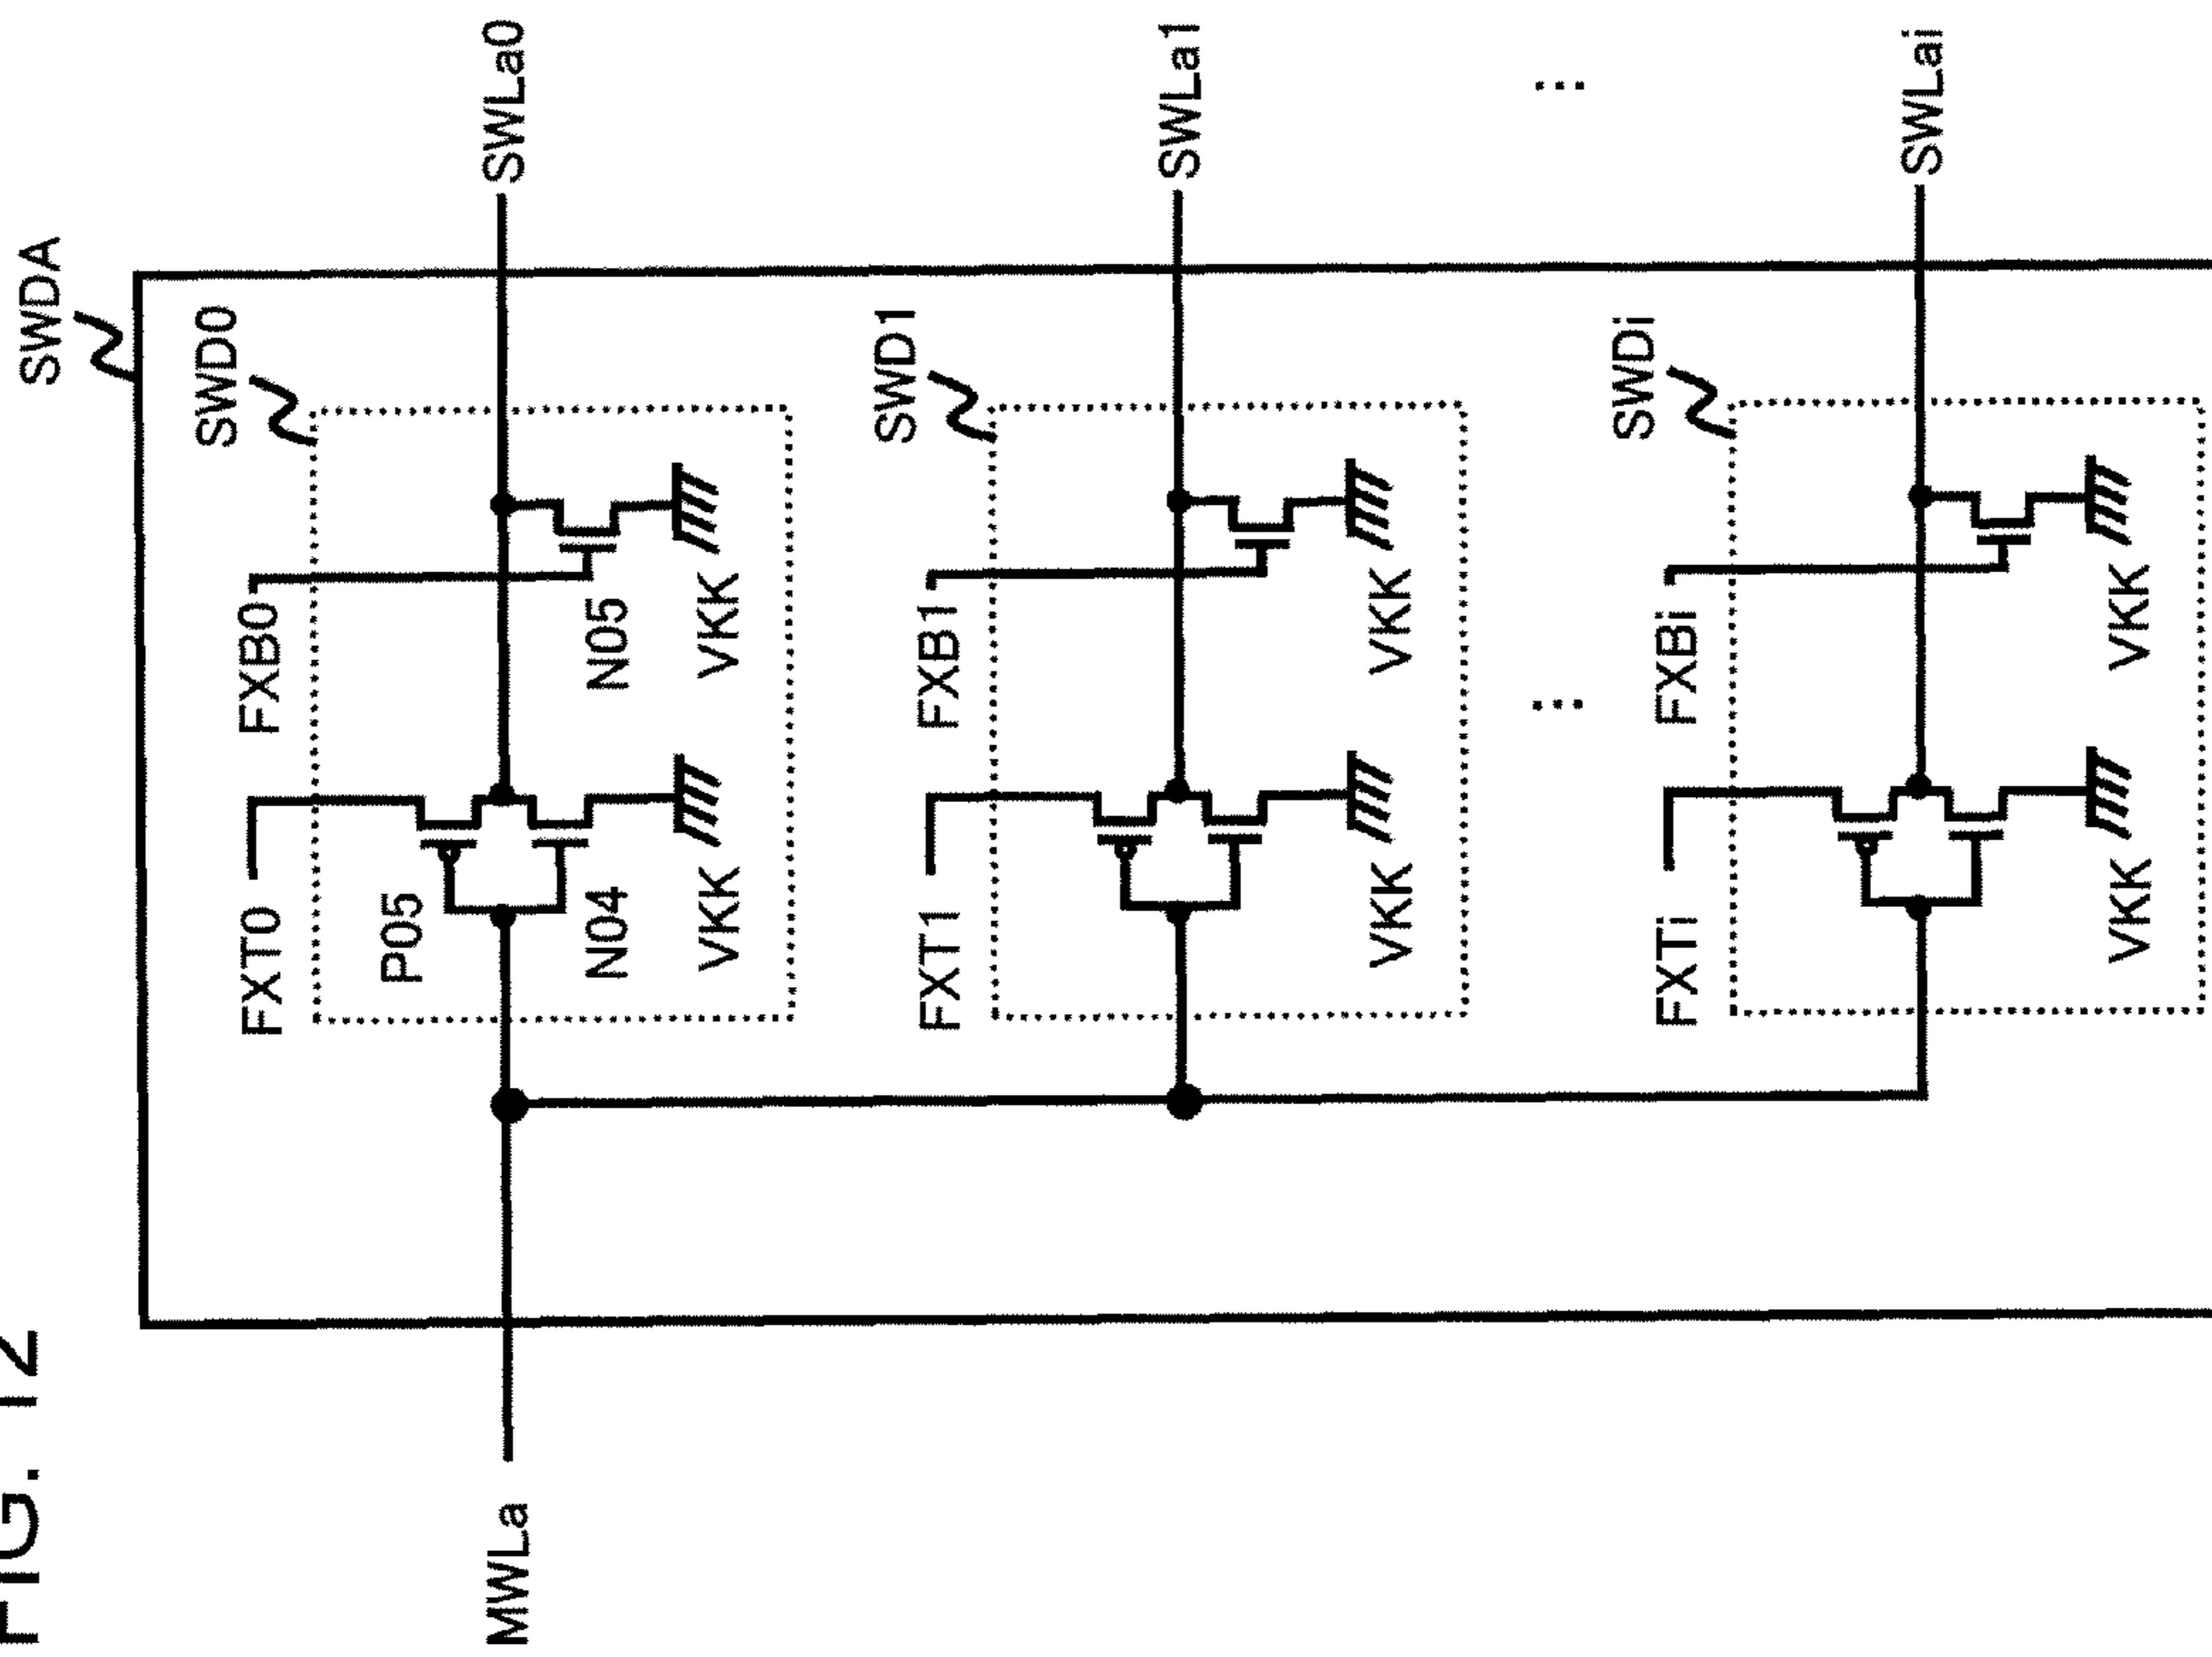 FIG. 12
SWDA
SWD0
FXT0
FXB0
P05
N04
N05
VKK
VKK
MWLa
SWLa0
SWD1
FXT1
FXB1
VKK
VKK
SWLa1
...
...
SWDi
FXTi
FXBi
VKK
VKK
SWLai